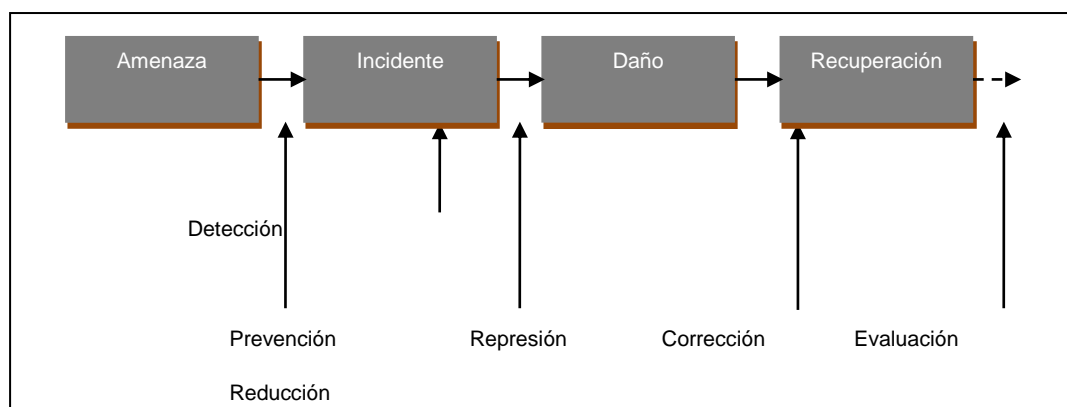 Amenaza
Incidente
Daño
Recuperación
Detección
Prevención
Represión
Corrección
Evaluación
Reducción